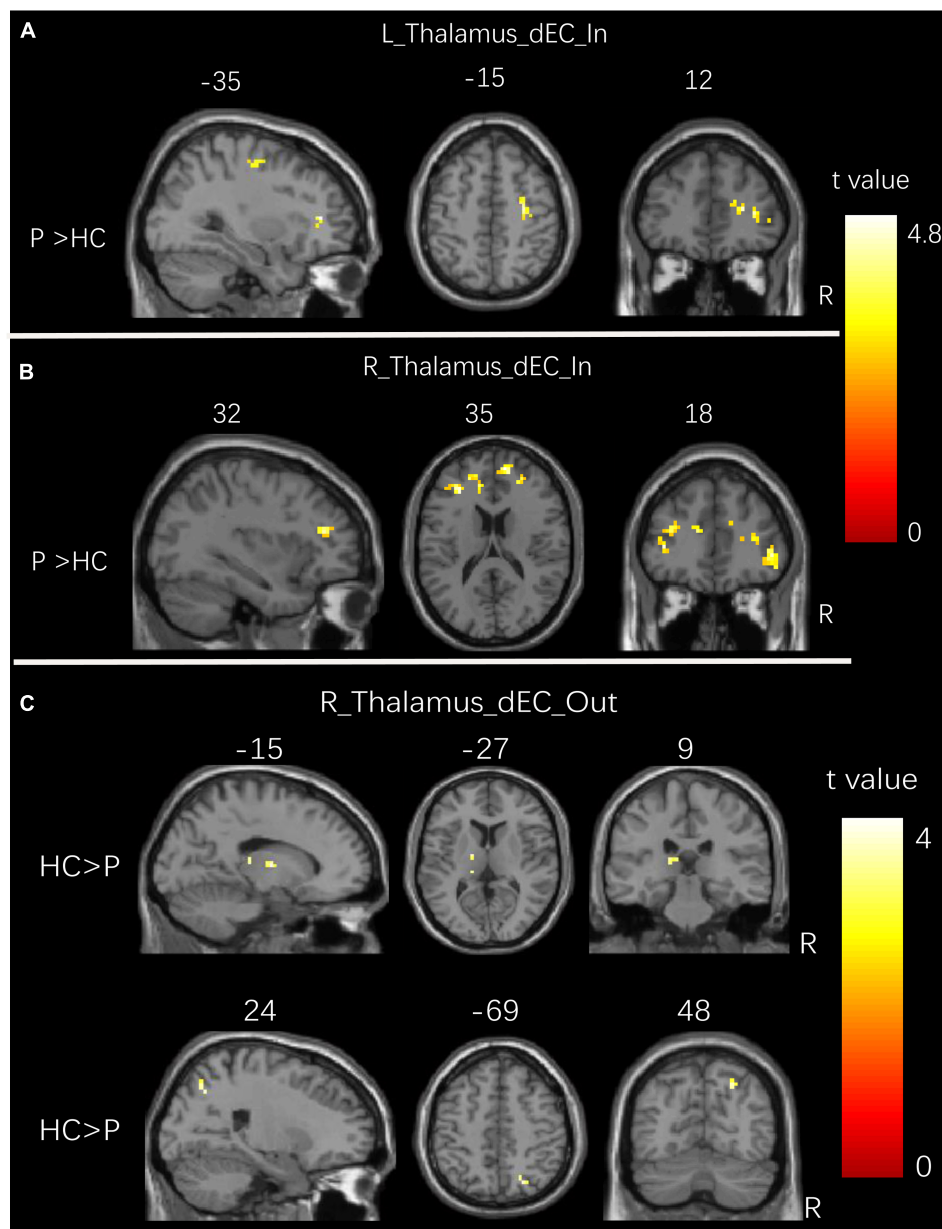 A
L_Thalamus_dEC_In
-35 -15 12
t value
4.8
P >HC
R
B
R_Thalamus_dEC_In
32 35 18
0
P >HC
R
C
R_Thalamus_dEC_Out
-15 -27 9
t value
4
HC>P
R
24 -69 48
HC>P
0
R